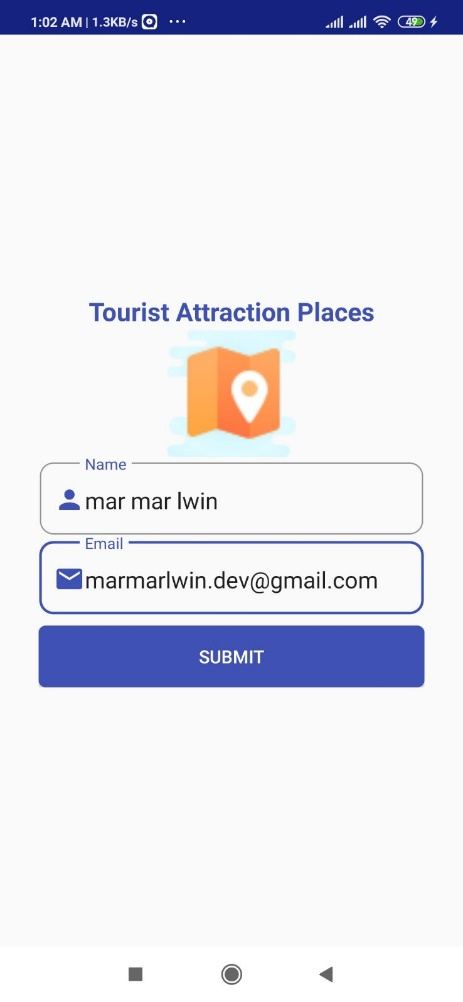 1:02 AM | 1.3KB/s ...
49
Tourist Attraction Places
Name
mar mar lwin
Email
marmarlwin.dev@gmail.com
SUBMIT